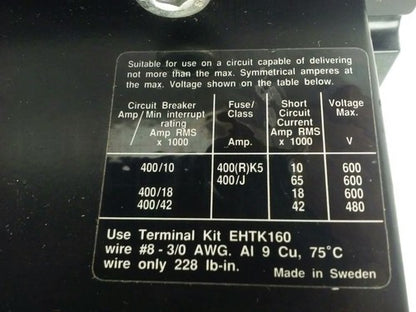 Suitable for use on a circuit capable of delivering
not more than the max. Symmetrical amperes at
the max. Voltage shown on the table below.
Circuit Breaker Fuse/ Short Voltage
Amp / Min interrupt Class Circuit Max.
rating Current
Amp RMS Amp RMS
x 1000 Amp. x 1000 V
400/10 400(R)K5 10 600
400/J 65 600
400/18 18 600
400/42 42 480
Use Terminal Kit EHTK160
wire #8 - 3/0 AWG. Al 9 Cu, 75°C
wire only 228 lb-in. Made in Sweden